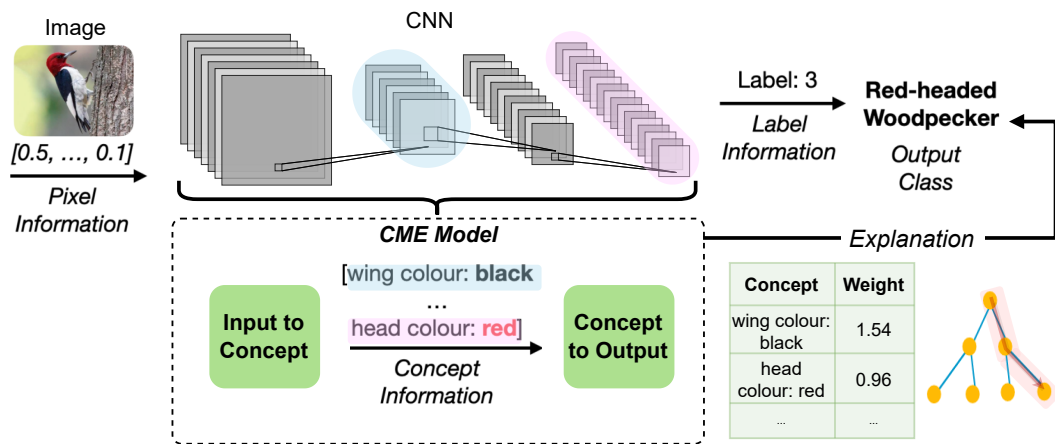 Image
CNN
[0.5, ..., 0.1]
Pixel
Information
Label: 3
Label
Information
Red-headed
Woodpecker
Output
Class
CME Model
[wing colour: black
...
head colour: red]
Input to
Concept
Concept
Information
Concept
to Output
Explanation
Concept Weight
wing colour:
black
1.54
head
colour: red
0.96
... ...